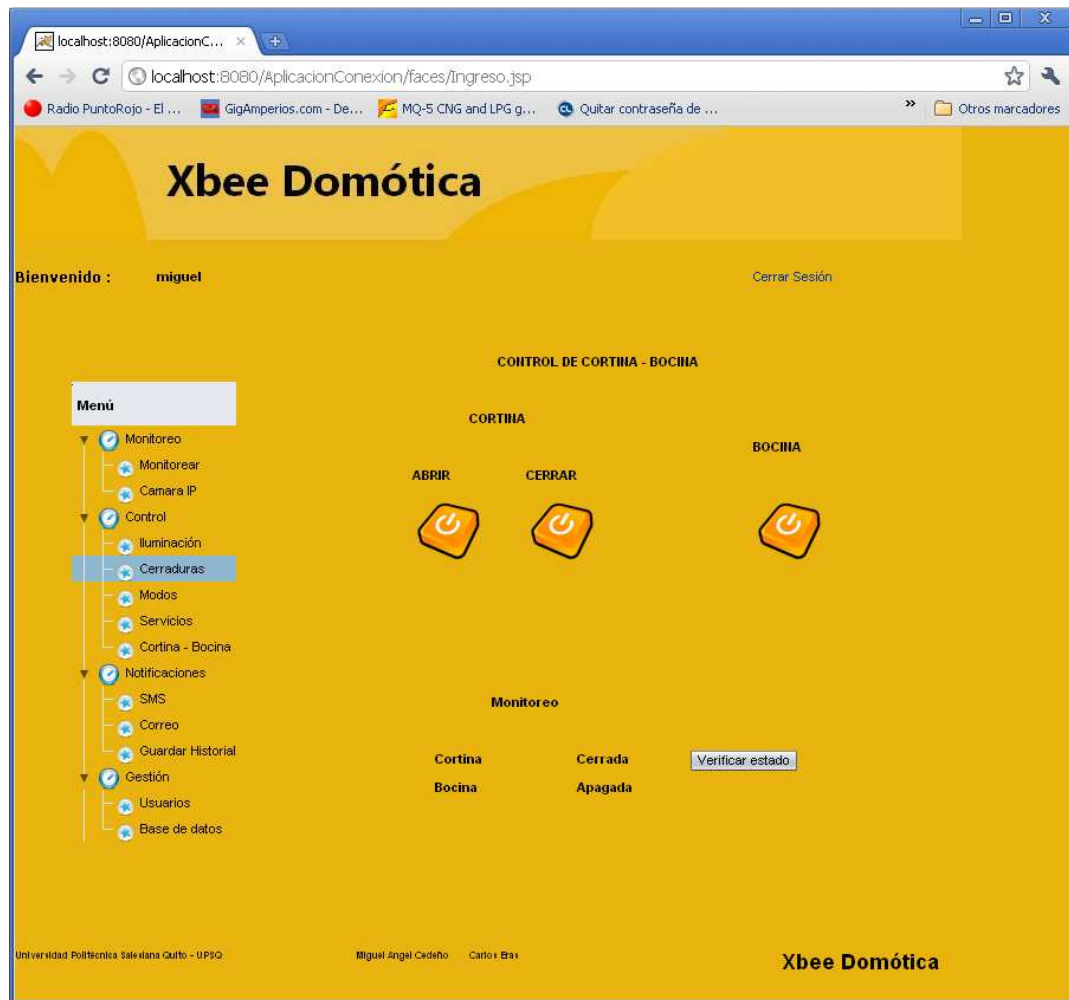 localhost:8080/AplicacionC...
localhost:8080/AplicacionConexion/faces/Ingreso.jsp
Radio PuntoRojo - El ... GigAmperios.com - De... MQ-5 CNG and LPG g... Quitar contraseña de ... » Otros marcadores
Xbee Domótica
Bienvenido : miguel Cerrar Sesión
CONTROL DE CORTINA - BOCINA
Menú
Monitoreo
Monitorear
Camara IP
Control
Iluminación
Cerraduras
Modos
Servicios
Cortina - Bocina
Notificaciones
SMS
Correo
Guardar Historial
Gestión
Usuarios
Base de datos
CORTINA
BOCINA
ABRIR CERRAR
Monitoreo
Cortina Cerrada Verificar estado
Bocina Apagada
Universidad Politécnica Salesiana Quito - UPSQ Miguel Angel Cedeño Carlos Eras Xbee Domótica